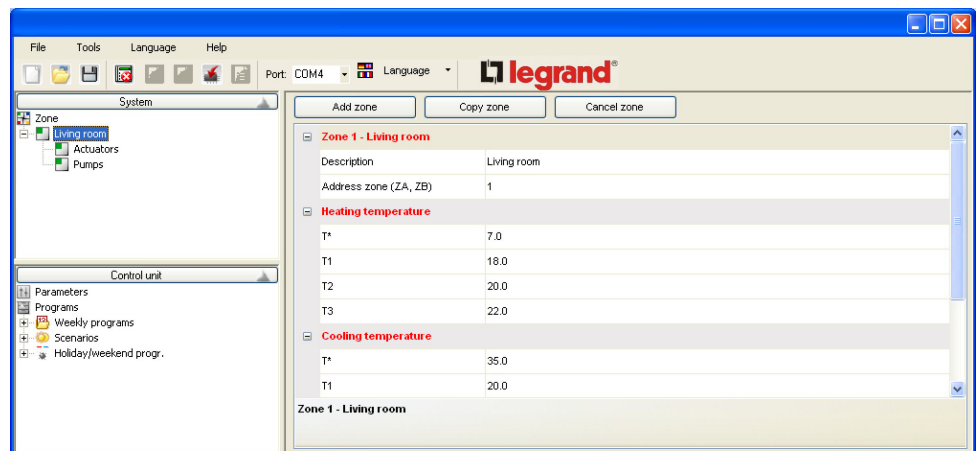 File Tools Language Help
Port: COM4 Language legrand®
System
Zone
Living room
Actuators
Pumps
Control unit
Parameters
Programs
Weekly programs
Scenarios
Holiday/weekend progr.
Add zone Copy zone Cancel zone
Zone 1 - Living room
Description Living room
Address zone (ZA, ZB) 1
Heating temperature
T* 7.0
T1 18.0
T2 20.0
T3 22.0
Cooling temperature
T* 35.0
T1 20.0
Zone 1 - Living room